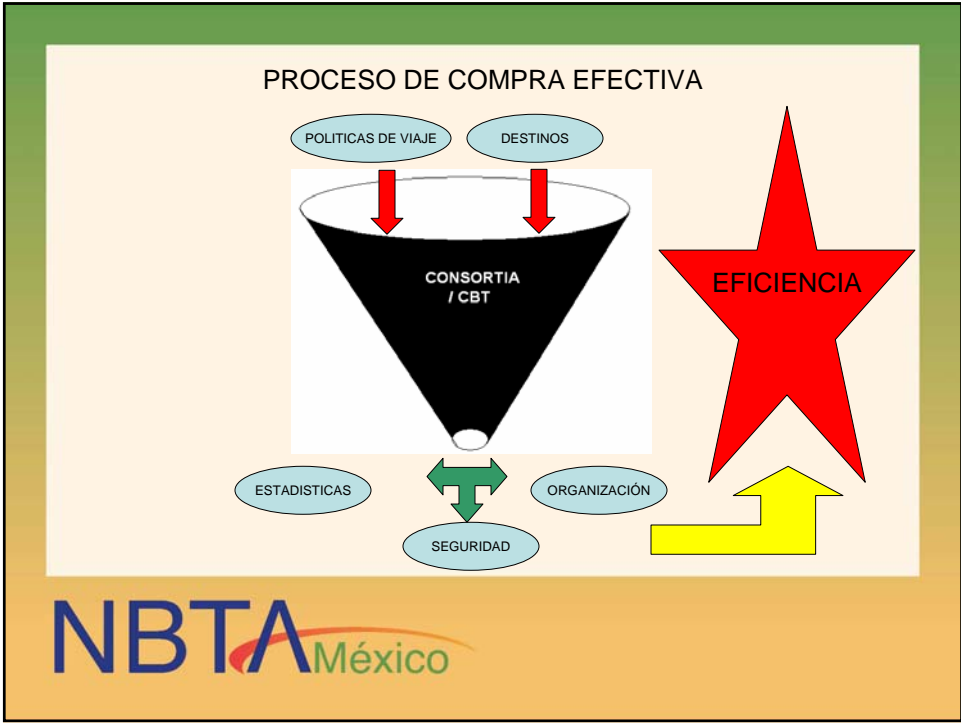 PROCESO DE COMPRA EFECTIVA
POLITICAS DE VIAJE
DESTINOS
CONSORTIA
/ CBT
EFICIENCIA
ESTADISTICAS
ORGANIZACIÓN
SEGURIDAD
NBTA México